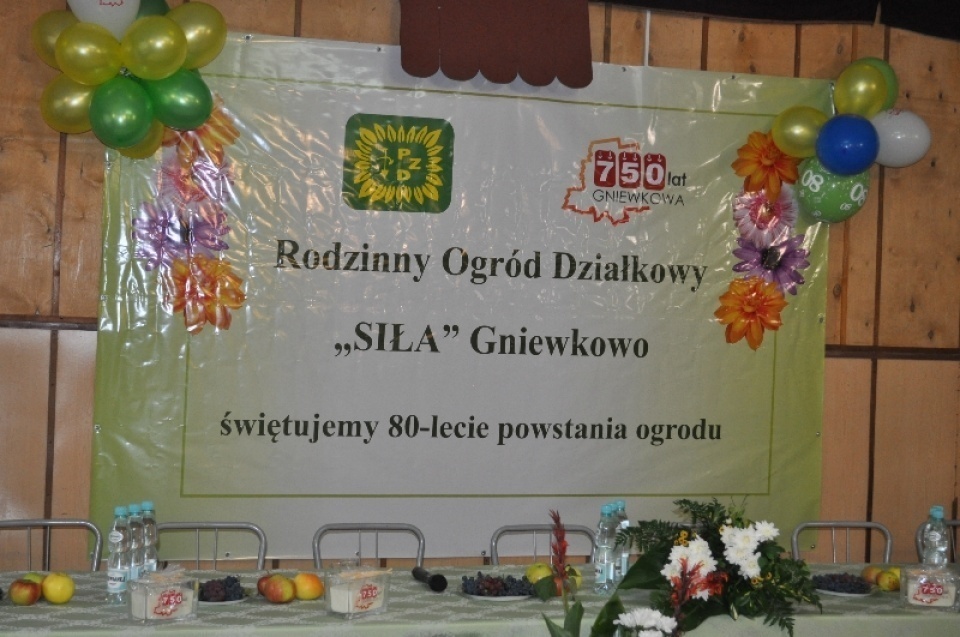 PZD
750 lat
GNIEWKOWA
Rodzinny Ogród Działkowy
„SIŁA” Gniewkowo
świętujemy 80-lecie powstania ogrodu
08
750
750
750